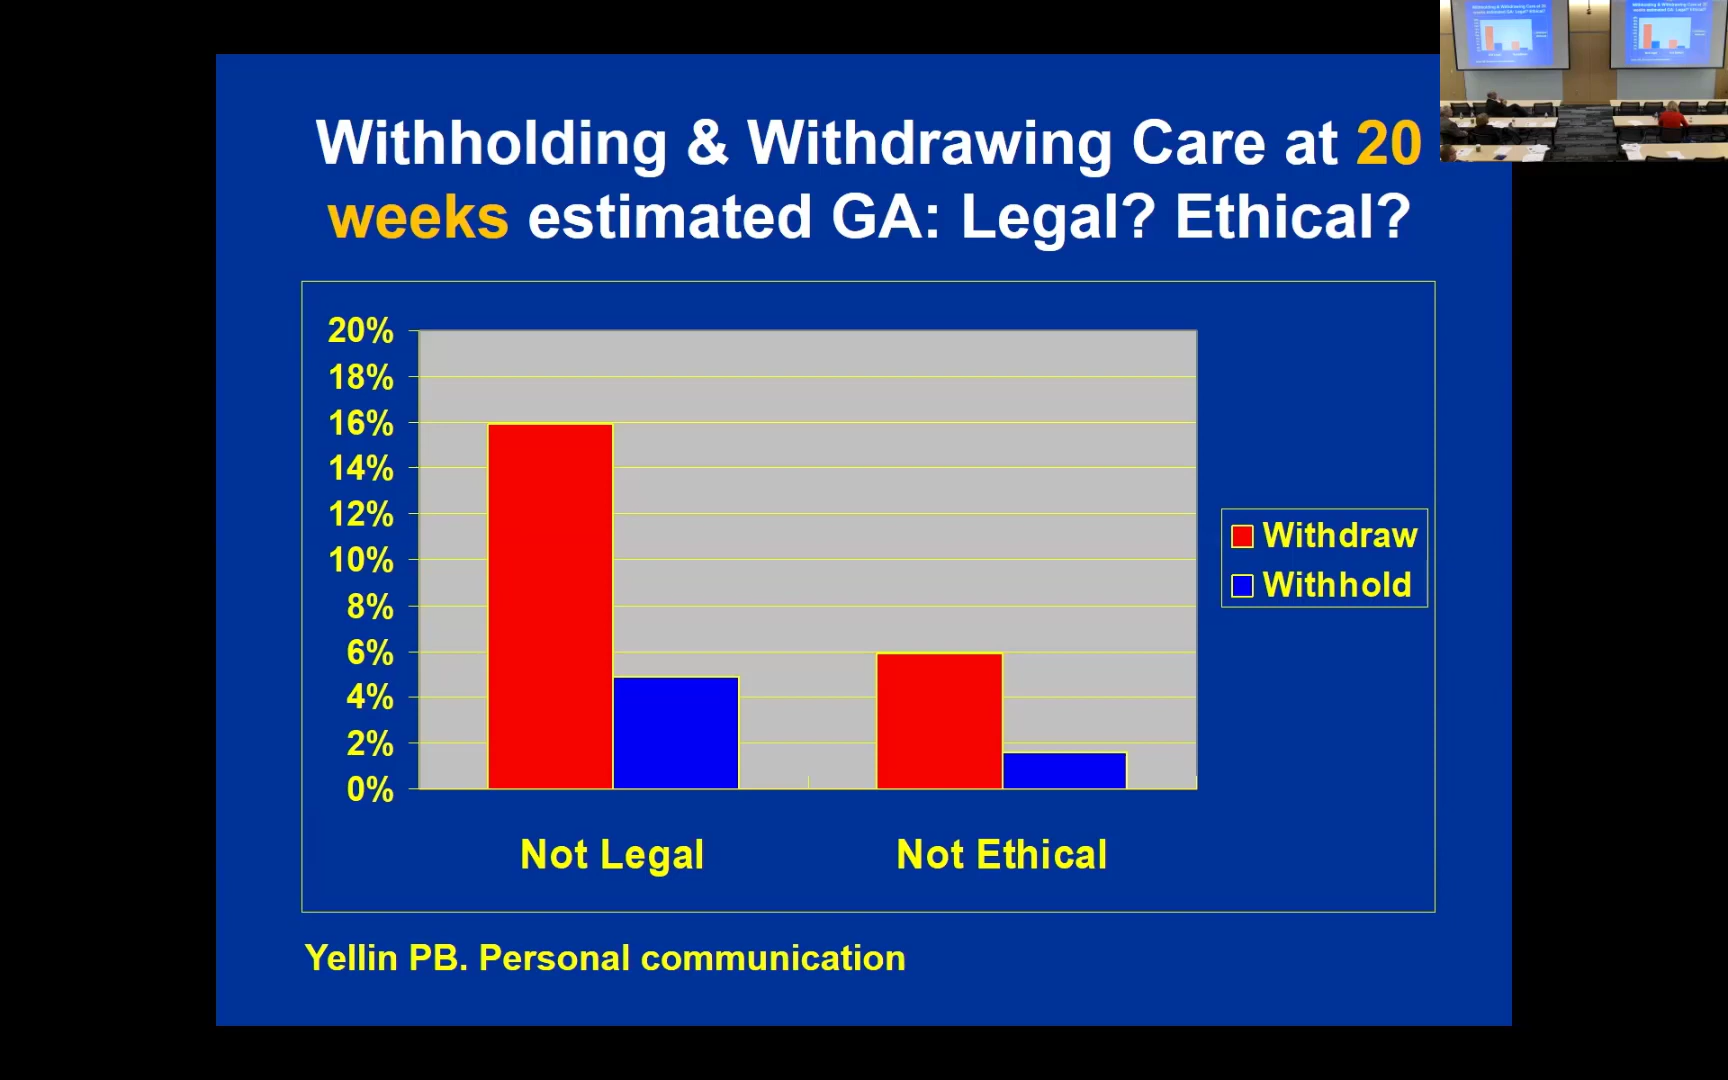 Withholding & Withdrawing Care at 20
weeks estimated GA: Legal? Ethical?
20%
18%
16%
14%
12%
10%
8%
6%
4%
2%
0%
Withdraw
Withhold
Not Legal
Not Ethical
Yellin PB. Personal communication